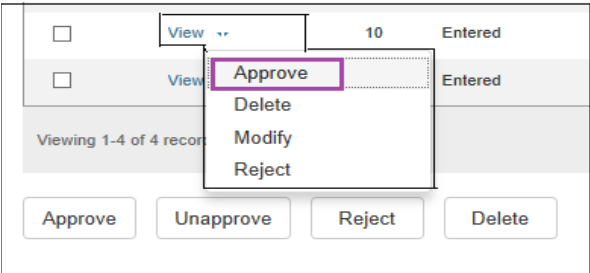 View 10 Entered
Approve
View Entered
Delete
Viewing 1-4 of 4 Modify
Reject
Approve Unapprove Reject Delete